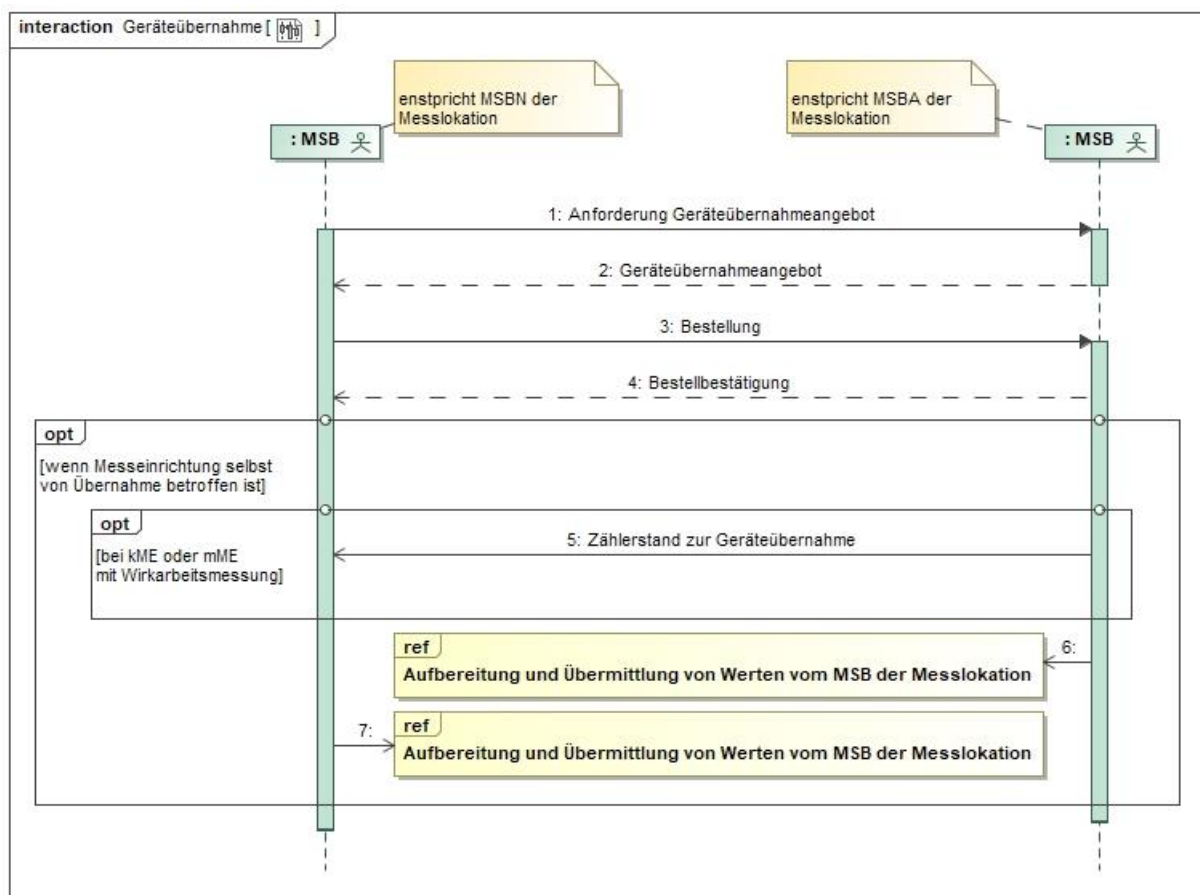 interaction Geräteübernahme [ ]
enstpricht MSBN der
Messlokation
enstpricht MSBA der
Messlokation
: MSB
: MSB
1: Anforderung Geräteübernahmeangebot
2: Geräteübernahmeangebot
3: Bestellung
4: Bestellbestätigung
opt
[wenn Messeinrichtung selbst
von Übernahme betroffen ist]
opt
[bei kME oder mME
mit Wirkarbeitsmessung]
5: Zählerstand zur Geräteübernahme
ref
6:
Aufbereitung und Übermittlung von Werten vom MSB der Messlokation
7:
ref
Aufbereitung und Übermittlung von Werten vom MSB der Messlokation